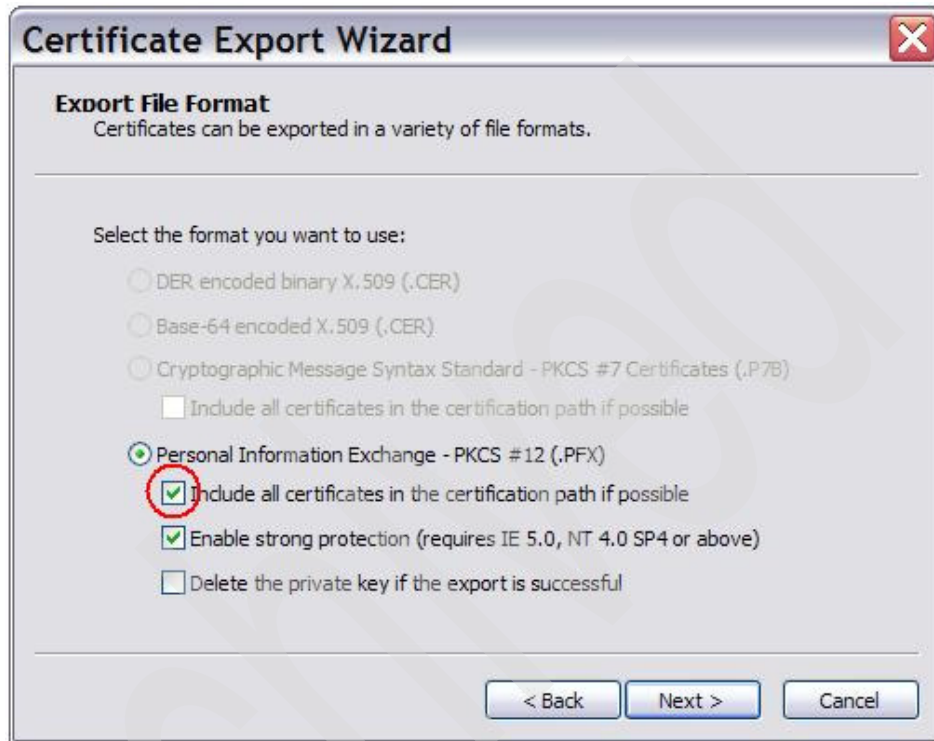 Certificate Export Wizard
Export File Format
Certificates can be exported in a variety of file formats.
Select the format you want to use:
DER encoded binary X.509 (.CER)
Base-64 encoded X.509 (.CER)
Cryptographic Message Syntax Standard - PKCS #7 Certificates (.P7B)
Include all certificates in the certification path if possible
Personal Information Exchange - PKCS #12 (.PFX)
Include all certificates in the certification path if possible
Enable strong protection (requires IE 5.0, NT 4.0 SP4 or above)
Delete the private key if the export is successful
< Back Next > Cancel